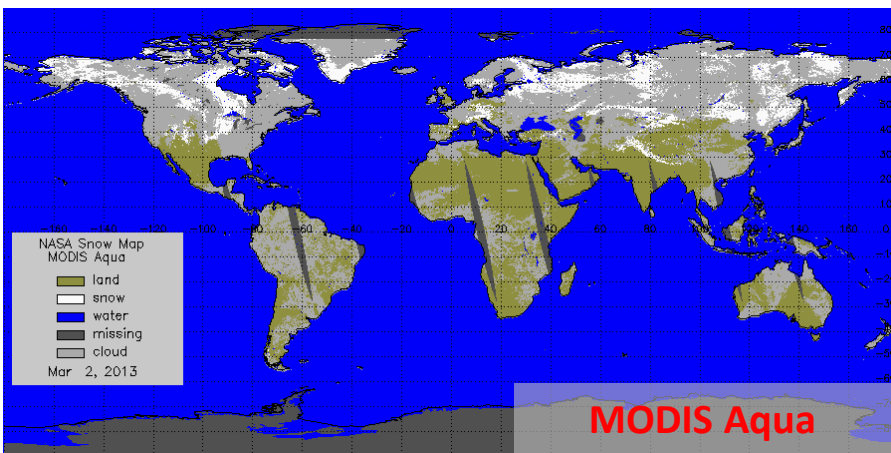 −160 −140 −120 −100 −80 −60 −40 −20 0 20 40 60 80 100 120 140 160
NASA Snow Map
MODIS Aqua
land
snow
water
missing
cloud
Mar 2, 2013
MODIS Aqua